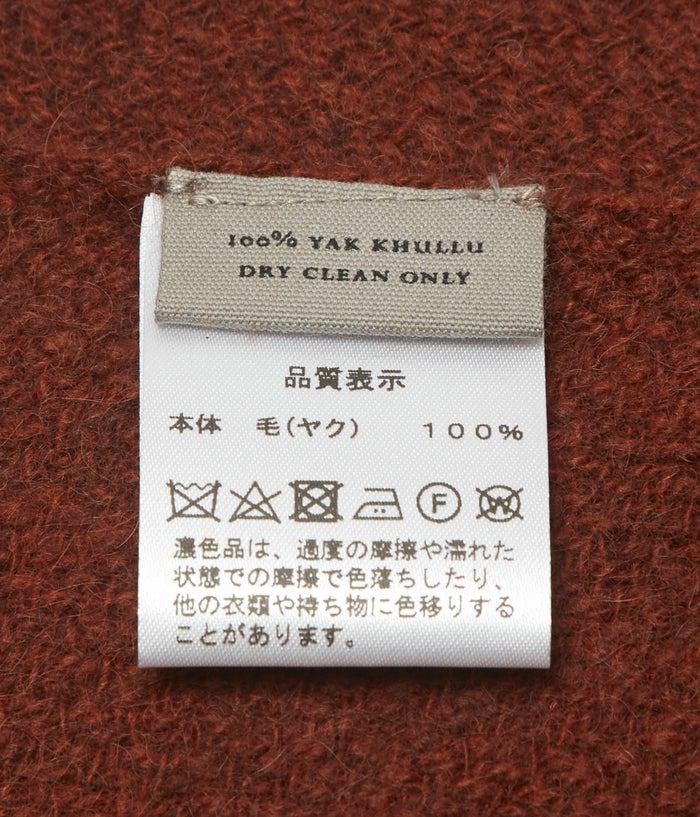 100% YAK KHULLU
DRY CLEAN ONLY
品質表示
本体 毛(ヤク) 100%
F W
濃色品は、過度の摩擦や濡れた
状態での摩擦で色落ちしたり、
他の衣類や持ち物に色移りする
ことがあります。